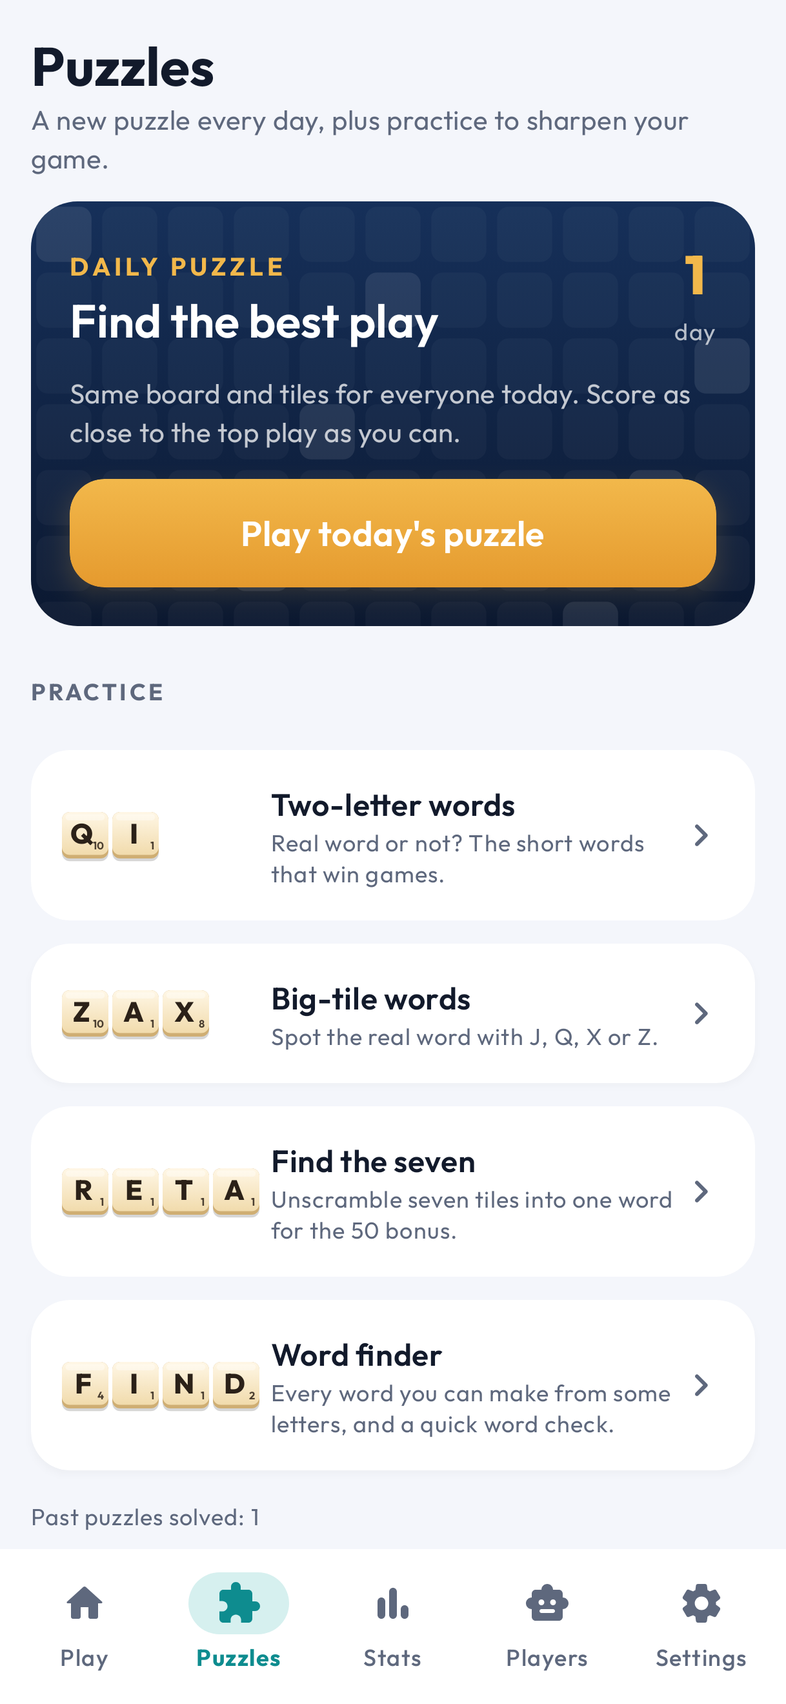 Puzzles
A new puzzle every day, plus practice to sharpen your
game.
DAILY PUZZLE
1
Find the best play
day
Same board and tiles for everyone today. Score as
close to the top play as you can.
Play today's puzzle
PRACTICE
Q10 I1
Two-letter words
Real word or not? The short words
that win games.
Z10 A1 X8
Big-tile words
Spot the real word with J, Q, X or Z.
R1 E1 T1 A1
Find the seven
Unscramble seven tiles into one word
for the 50 bonus.
F4 I1 N1 D2
Word finder
Every word you can make from some
letters, and a quick word check.
Past puzzles solved: 1
Play Puzzles Stats Players Settings